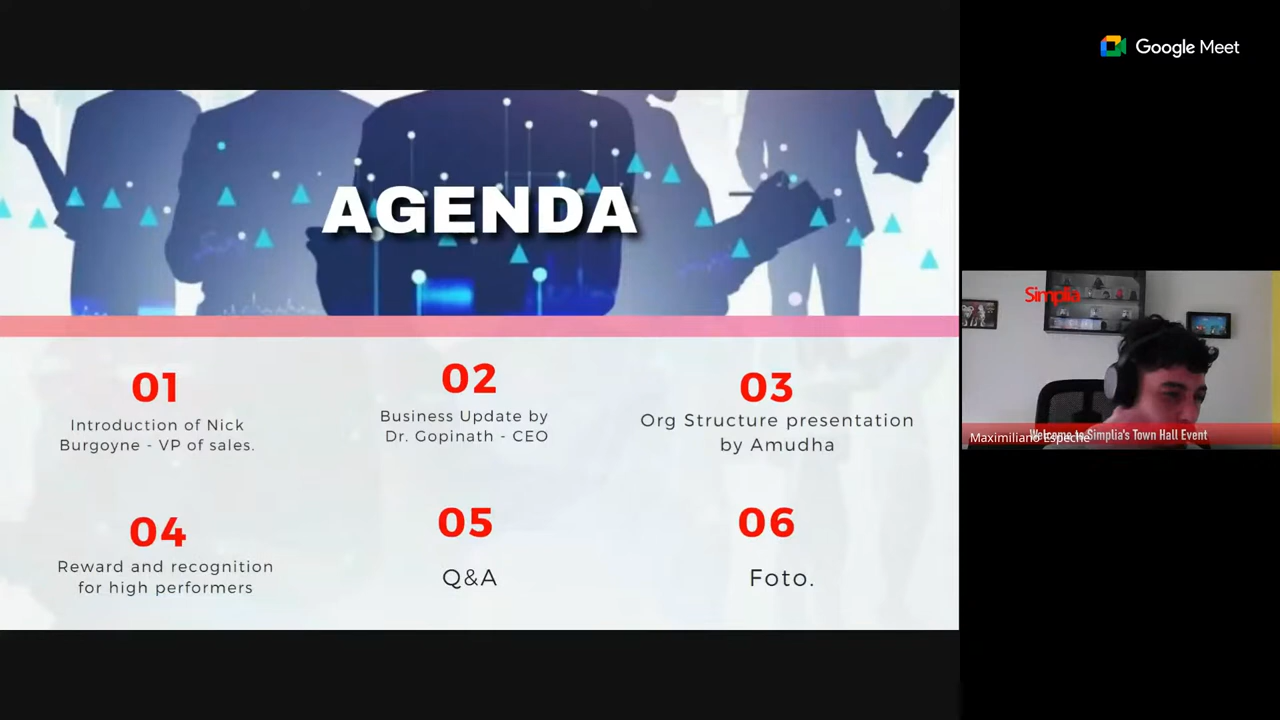 Google Meet
AGENDA
01
Introduction of Nick
Burgoyne - VP of sales.
02
Business Update by
Dr. Gopinath - CEO
03
Org Structure presentation
by Amudha
04
Reward and recognition
for high performers
05
Q&A
06
Foto.
Simplia
Welcome to Simplia's Town Hall Event
Maximiliano Espeche